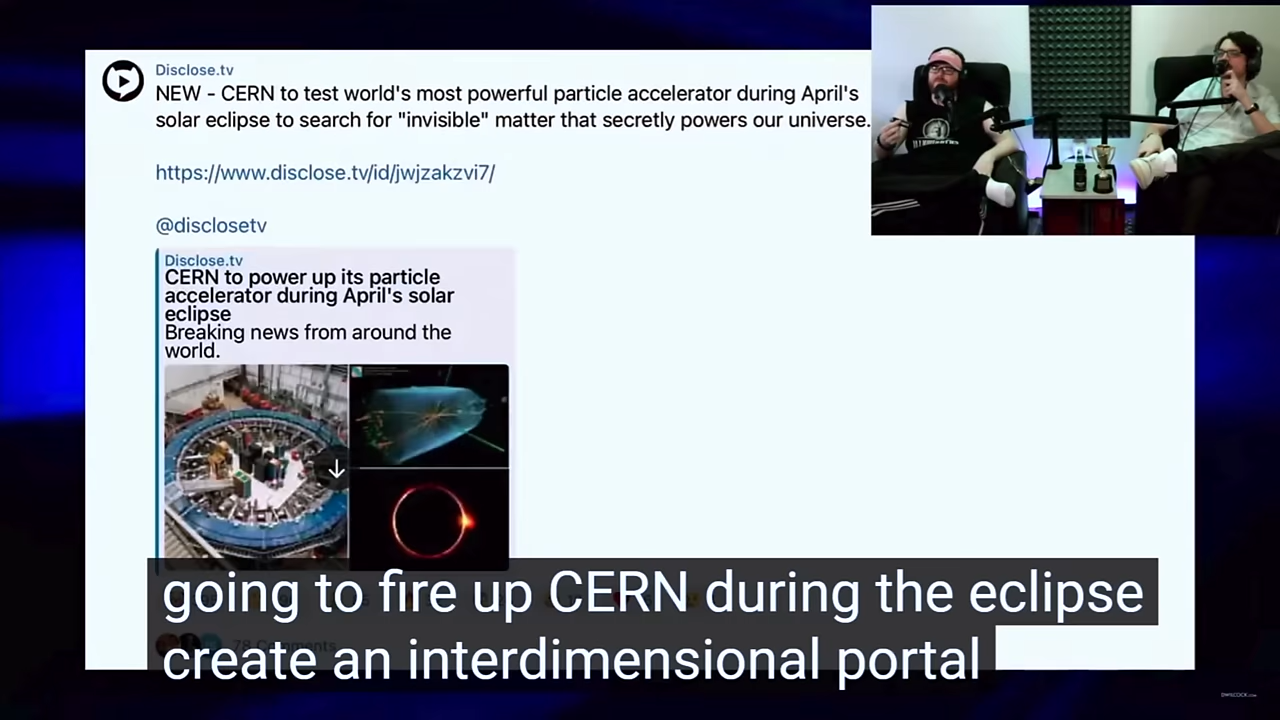 Disclose.tv
NEW - CERN to test world's most powerful particle accelerator during April's
solar eclipse to search for "invisible" matter that secretly powers our universe.
https://www.disclose.tv/id/jwjzakzvi7/
@disclosetv
Disclose.tv
CERN to power up its particle
accelerator during April's solar
eclipse
Breaking news from around the
world.
going to fire up CERN during the eclipse
78 Comments
create an interdimensional portal